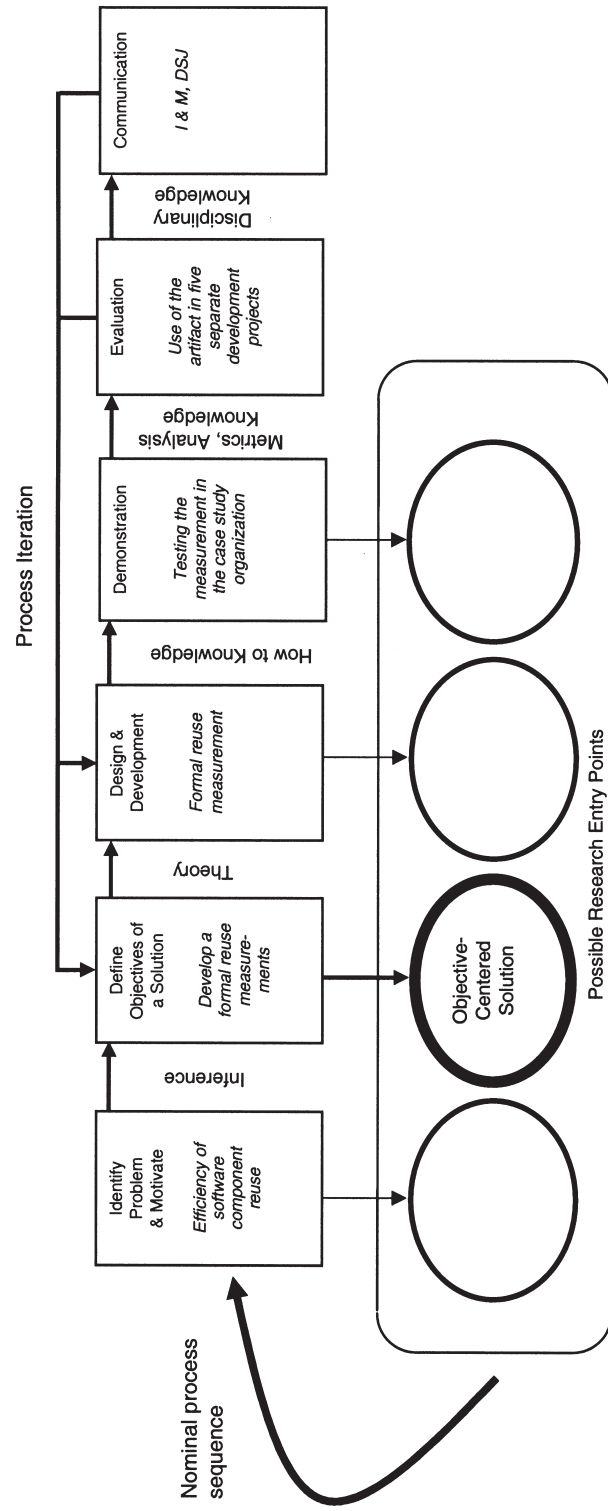 Process Iteration
Identify
Problem
& Motivate
Efficiency of
software
component
reuse
Inference
Define
Objectives of
a Solution
Develop a
formal reuse
measure-
ments
Theory
Design &
Development
Formal reuse
measurement
How to Knowledge
Demonstration
Testing the
measurement in
the case study
organization
Metrics, Analysis
Knowledge
Evaluation
Use of the
artifact in five
separate
development
projects
Disciplinary
Knowledge
Communication
I & M, DSJ
Nominal process
sequence
Objective-
Centered
Solution
Possible Research Entry Points